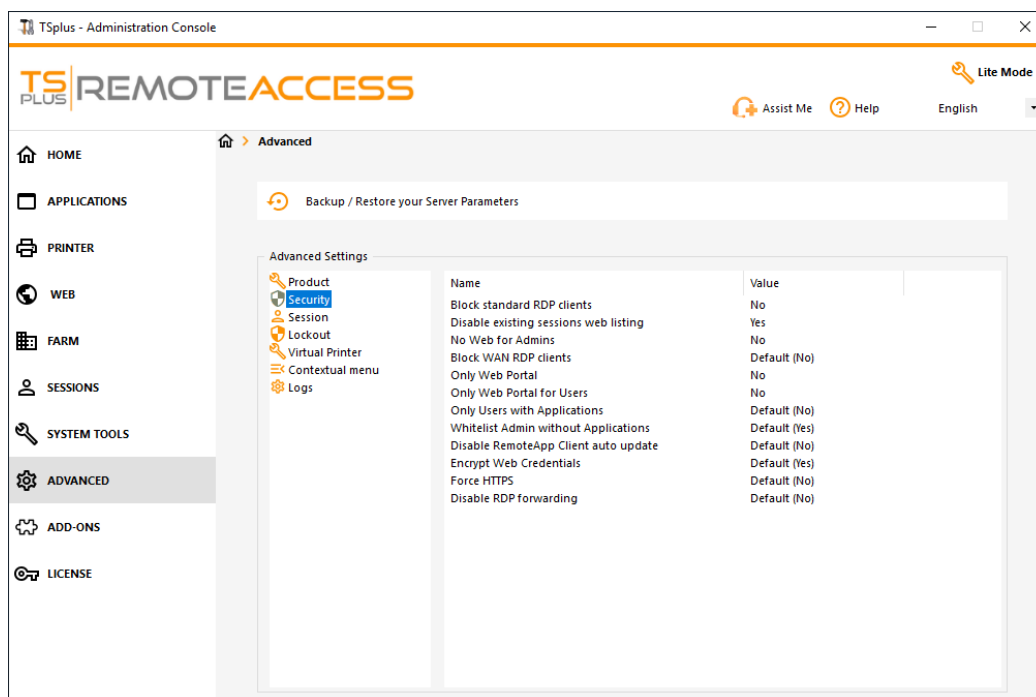 TSplus - Administration Console
TS PLUS REMOTEACCESS
Lite Mode
Assist Me
Help
English
HOME
APPLICATIONS
PRINTER
WEB
FARM
SESSIONS
SYSTEM TOOLS
ADVANCED
ADD-ONS
LICENSE
Advanced
Backup / Restore your Server Parameters
Advanced Settings
Product
Security
Session
Lockout
Virtual Printer
Contextual menu
Logs
Name Value
Block standard RDP clients No
Disable existing sessions web listing Yes
No Web for Admins No
Block WAN RDP clients Default (No)
Only Web Portal No
Only Web Portal for Users No
Only Users with Applications Default (No)
Whitelist Admin without Applications Default (Yes)
Disable RemoteApp Client auto update Default (No)
Encrypt Web Credentials Default (Yes)
Force HTTPS Default (No)
Disable RDP forwarding Default (No)